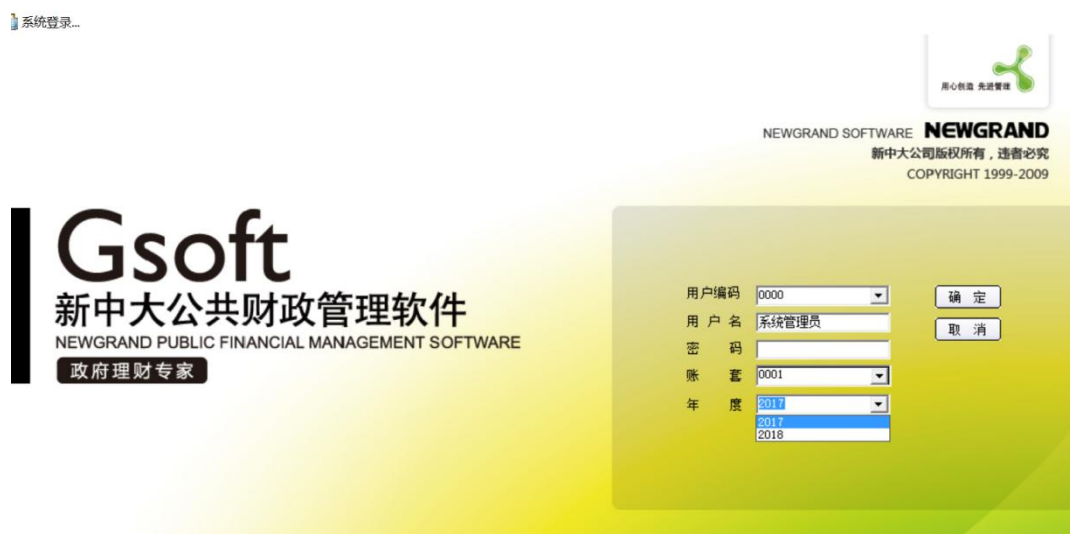 系统登录...
用心创造 先进管理
NEWGRAND SOFTWARE NEWGRAND
新中大公司版权所有，违者必究
COPYRIGHT 1999-2009
Gsoft
新中大公共财政管理软件
NEWGRAND PUBLIC FINANCIAL MANAGEMENT SOFTWARE
政府理财专家
用户编码 0000 确 定
用 户 名 系统管理员 取 消
密 码
账 套 0001
年 度 2017
2017
2018